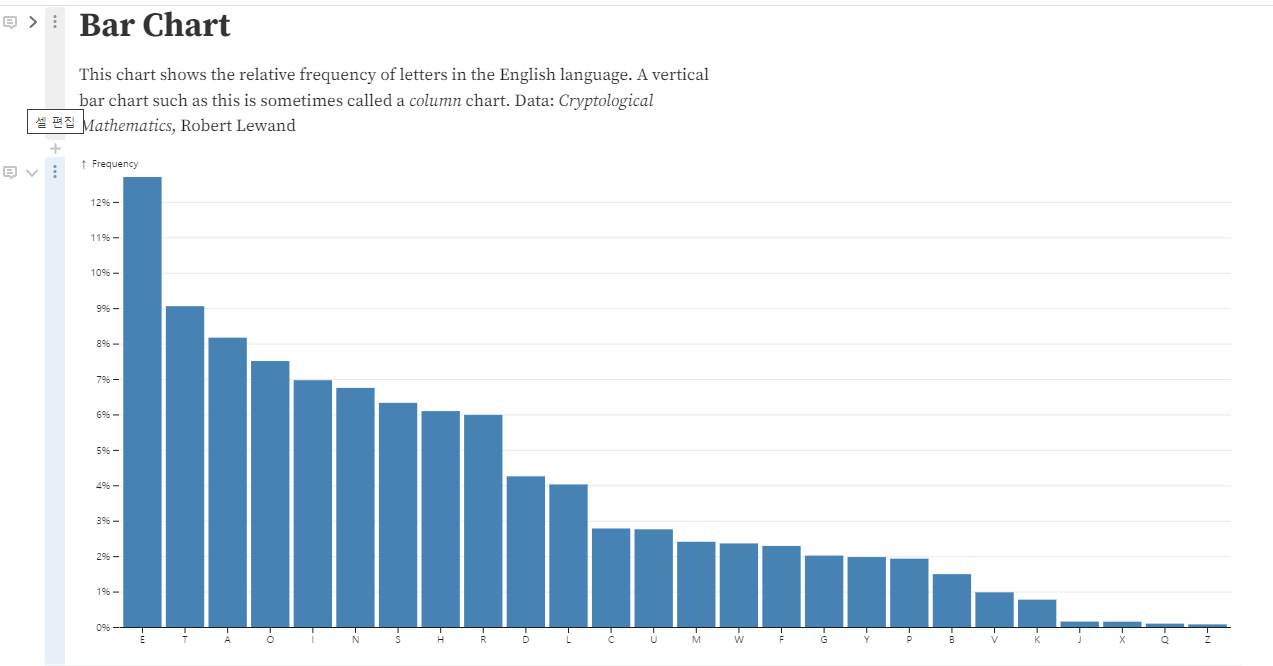 Bar Chart
This chart shows the relative frequency of letters in the English language. A vertical
bar chart such as this is sometimes called a column chart. Data: Cryptological
Mathematics, Robert Lewand
셀 편집
↑ Frequency
12%
11%
10%
9%
8%
7%
6%
5%
4%
3%
2%
1%
0%
E T A O I N S H R D L C U M W F G Y P B V K J X Q Z